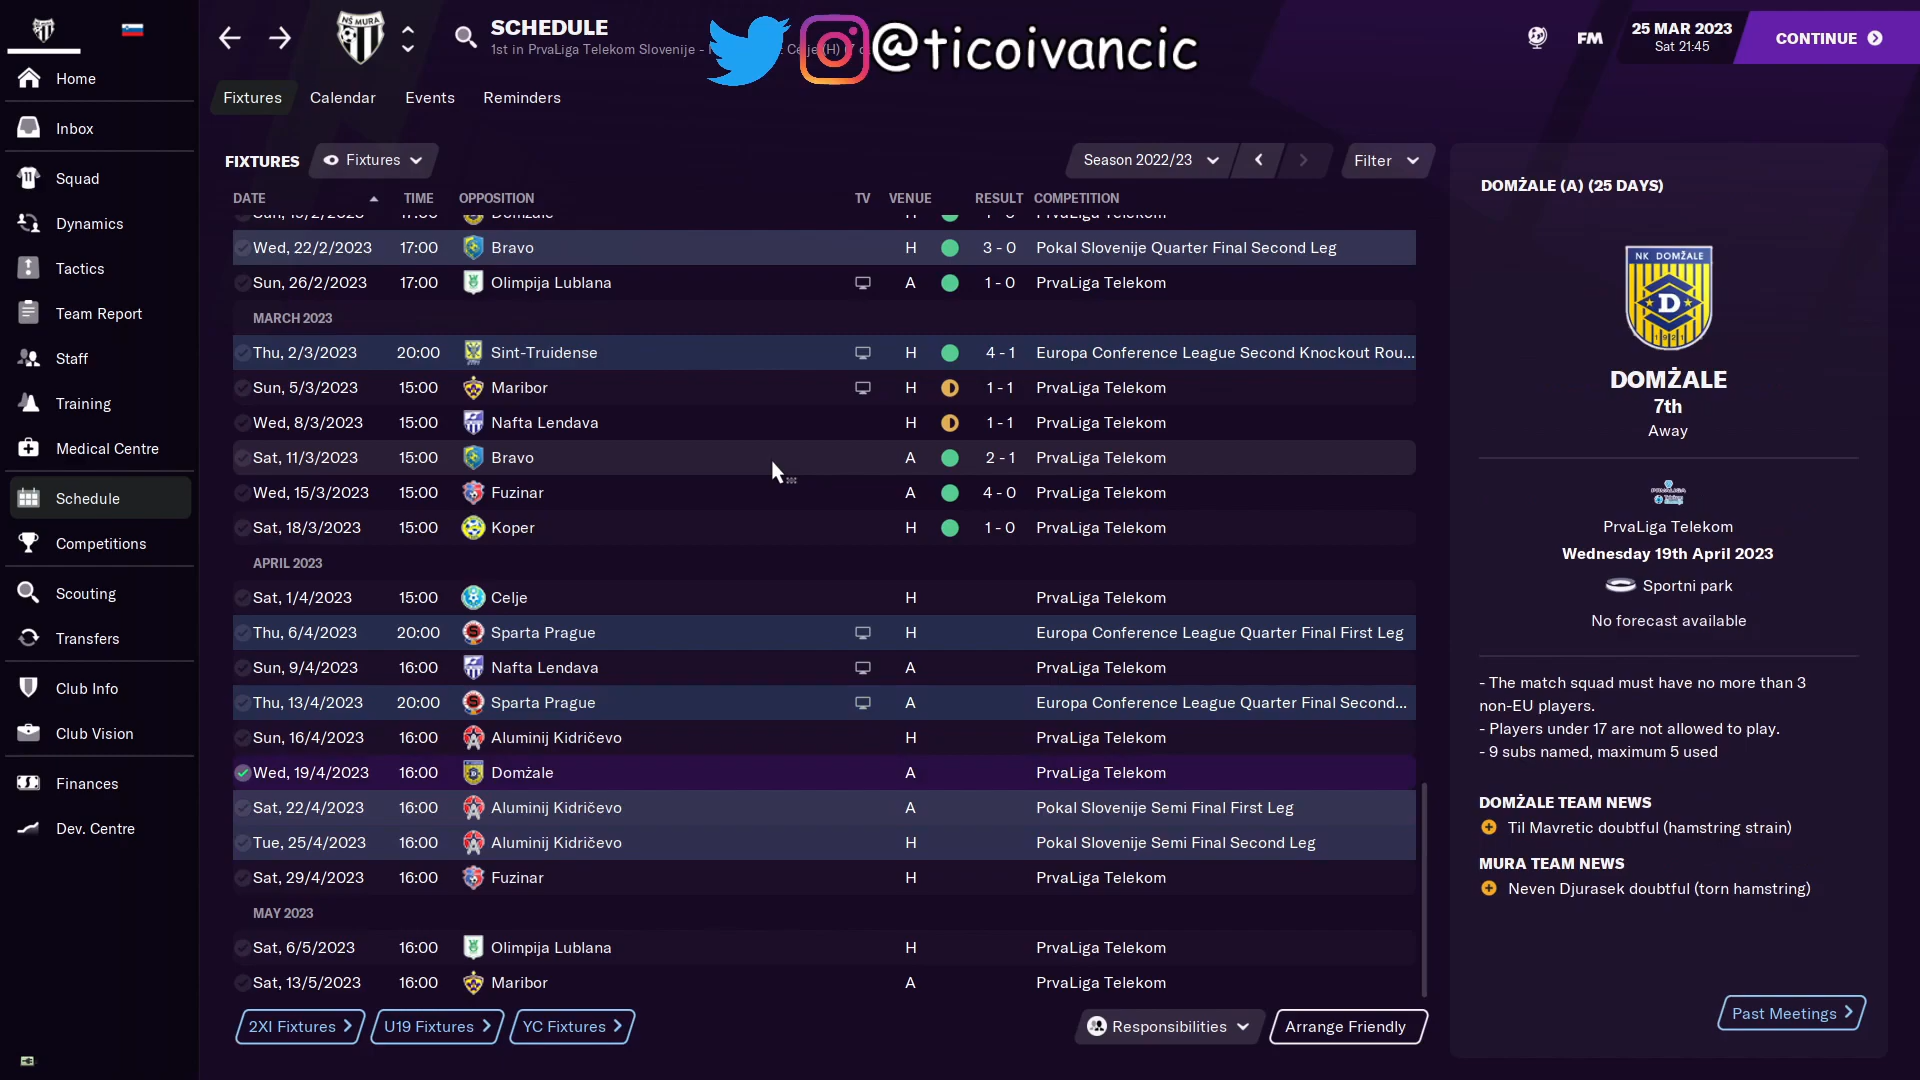 NŠ MURA
SCHEDULE
1st in PrvaLiga Telekom Slovenije -
Celje (H)
@ticoivancic
FM
25 MAR 2023
Sat 21:45
CONTINUE
Home
Inbox
Squad
Dynamics
Tactics
Team Report
Staff
Training
Medical Centre
Schedule
Competitions
Scouting
Transfers
Club Info
Club Vision
Finances
Dev. Centre
Fixtures Calendar Events Reminders
FIXTURES Fixtures Season 2022/23 Filter
DATE TIME OPPOSITION TV VENUE RESULT COMPETITION
17:00 Domžale H 1 - 0 PrvaLiga Telekom
Wed, 22/2/2023 17:00 Bravo H 3 - 0 Pokal Slovenije Quarter Final Second Leg
Sun, 26/2/2023 17:00 Olimpija Lublana A 1 - 0 PrvaLiga Telekom
MARCH 2023
Thu, 2/3/2023 20:00 Sint-Truidense H 4 - 1 Europa Conference League Second Knockout Rou...
Sun, 5/3/2023 15:00 Maribor H 1 - 1 PrvaLiga Telekom
Wed, 8/3/2023 15:00 Nafta Lendava H 1 - 1 PrvaLiga Telekom
Sat, 11/3/2023 15:00 Bravo A 2 - 1 PrvaLiga Telekom
Wed, 15/3/2023 15:00 Fuzinar A 4 - 0 PrvaLiga Telekom
Sat, 18/3/2023 15:00 Koper H 1 - 0 PrvaLiga Telekom
APRIL 2023
Sat, 1/4/2023 15:00 Celje H PrvaLiga Telekom
Thu, 6/4/2023 20:00 Sparta Prague H Europa Conference League Quarter Final First Leg
Sun, 9/4/2023 16:00 Nafta Lendava A PrvaLiga Telekom
Thu, 13/4/2023 20:00 Sparta Prague A Europa Conference League Quarter Final Second...
Sun, 16/4/2023 16:00 Aluminij Kidričevo H PrvaLiga Telekom
Wed, 19/4/2023 16:00 Domżale A PrvaLiga Telekom
Sat, 22/4/2023 16:00 Aluminij Kidričevo A Pokal Slovenije Semi Final First Leg
Tue, 25/4/2023 16:00 Aluminij Kidričevo H Pokal Slovenije Semi Final Second Leg
Sat, 29/4/2023 16:00 Fuzinar H PrvaLiga Telekom
MAY 2023
Sat, 6/5/2023 16:00 Olimpija Lublana H PrvaLiga Telekom
Sat, 13/5/2023 16:00 Maribor A PrvaLiga Telekom
2XI Fixtures U19 Fixtures YC Fixtures Responsibilities Arrange Friendly
DOMŻALE (A) (25 DAYS)
NK DOMŽALE
D
1921
DOMŻALE
7th
Away
PrvaLiga Telekom
Wednesday 19th April 2023
Sportni park
No forecast available
- The match squad must have no more than 3
non-EU players.
- Players under 17 are not allowed to play.
- 9 subs named, maximum 5 used
DOMŻALE TEAM NEWS
Til Mavretic doubtful (hamstring strain)
MURA TEAM NEWS
Neven Djurasek doubtful (torn hamstring)
Past Meetings